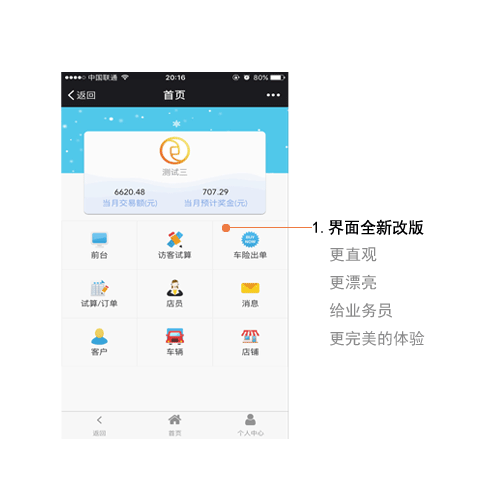 中国联通
20:16
80%
返回
首页
•••
测试三
6620.48
707.29
当月交易额(元)
当月预计奖金(元)
前台
访客试算
BUY NOW
车险出单
试算/订单
店员
消息
客户
车辆
店铺
返回
首页
个人中心
1. 界面全新改版
更直观
更漂亮
给业务员
更完美的体验